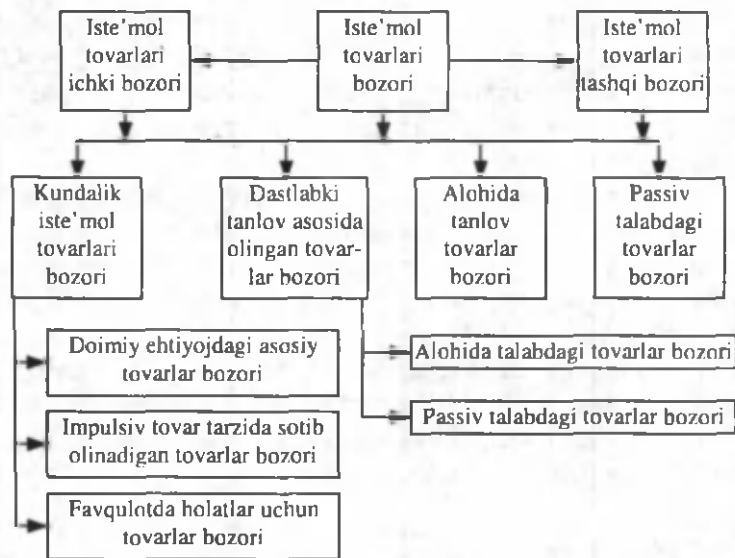 Iste'mol
tovarlari
ichki bozori
Iste'mol
tovarlari
bozori
Iste'mol
tovarlari
tashqi bozori
Kundalik
iste'mol
tovarlari
bozori
Dastlabki
tanlov asosida
olingan tovar-
lar bozori
Alohida
tanlov
tovarlar
bozori
Passiv
talabdagi
tovarlar
bozori
Doimiy ehtiyojdagi asosiy
tovarlar bozori
Impulsiv tovar tarzida sotib
olinadigan tovarlar bozori
Favqulotda holatlar uchun
tovarlar bozori
Alohida talabdagi tovarlar bozori
Passiv talabdagi tovarlar bozori